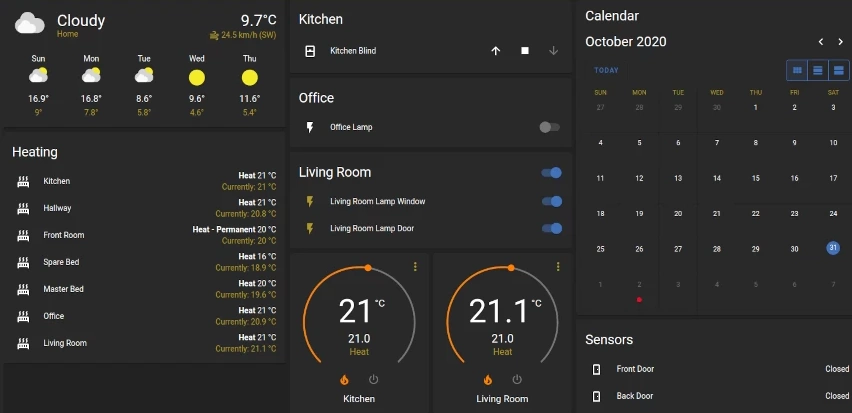 Cloudy
Home
9.7°C
24.5 km/h (SW)
Sun Mon Tue Wed Thu
16.9° 16.8° 8.6° 9.6° 11.6°
9° 7.8° 5.8° 4.6° 5.4°
Heating
Kitchen Heat 21 °C
Currently: 21 °C
Hallway Heat 21 °C
Currently: 20.8 °C
Front Room Heat - Permanent 20 °C
Currently: 20 °C
Spare Bed Heat 16 °C
Currently: 18.9 °C
Master Bed Heat 20 °C
Currently: 19.6 °C
Office Heat 21 °C
Currently: 20.9 °C
Living Room Heat 21 °C
Currently: 21.1 °C
Kitchen
Kitchen Blind
Office
Office Lamp
Living Room
Living Room Lamp Window
Living Room Lamp Door
21 °C
21.0
Heat
Kitchen
21.1 °C
21.0
Heat
Living Room
Calendar
October 2020
TODAY
SUN MON TUE WED THU FRI SAT
27 28 29 30 1 2 3
4 5 6 7 8 9 10
11 12 13 14 15 16 17
18 19 20 21 22 23 24
25 26 27 28 29 30 31
1 2 3 4 5 6 7
Sensors
Front Door Closed
Back Door Closed